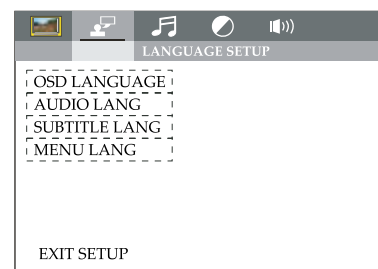 LANGUAGE SETUP
OSD LANGUAGE
AUDIO LANG
SUBTITLE LANG
MENU LANG
EXIT SETUP